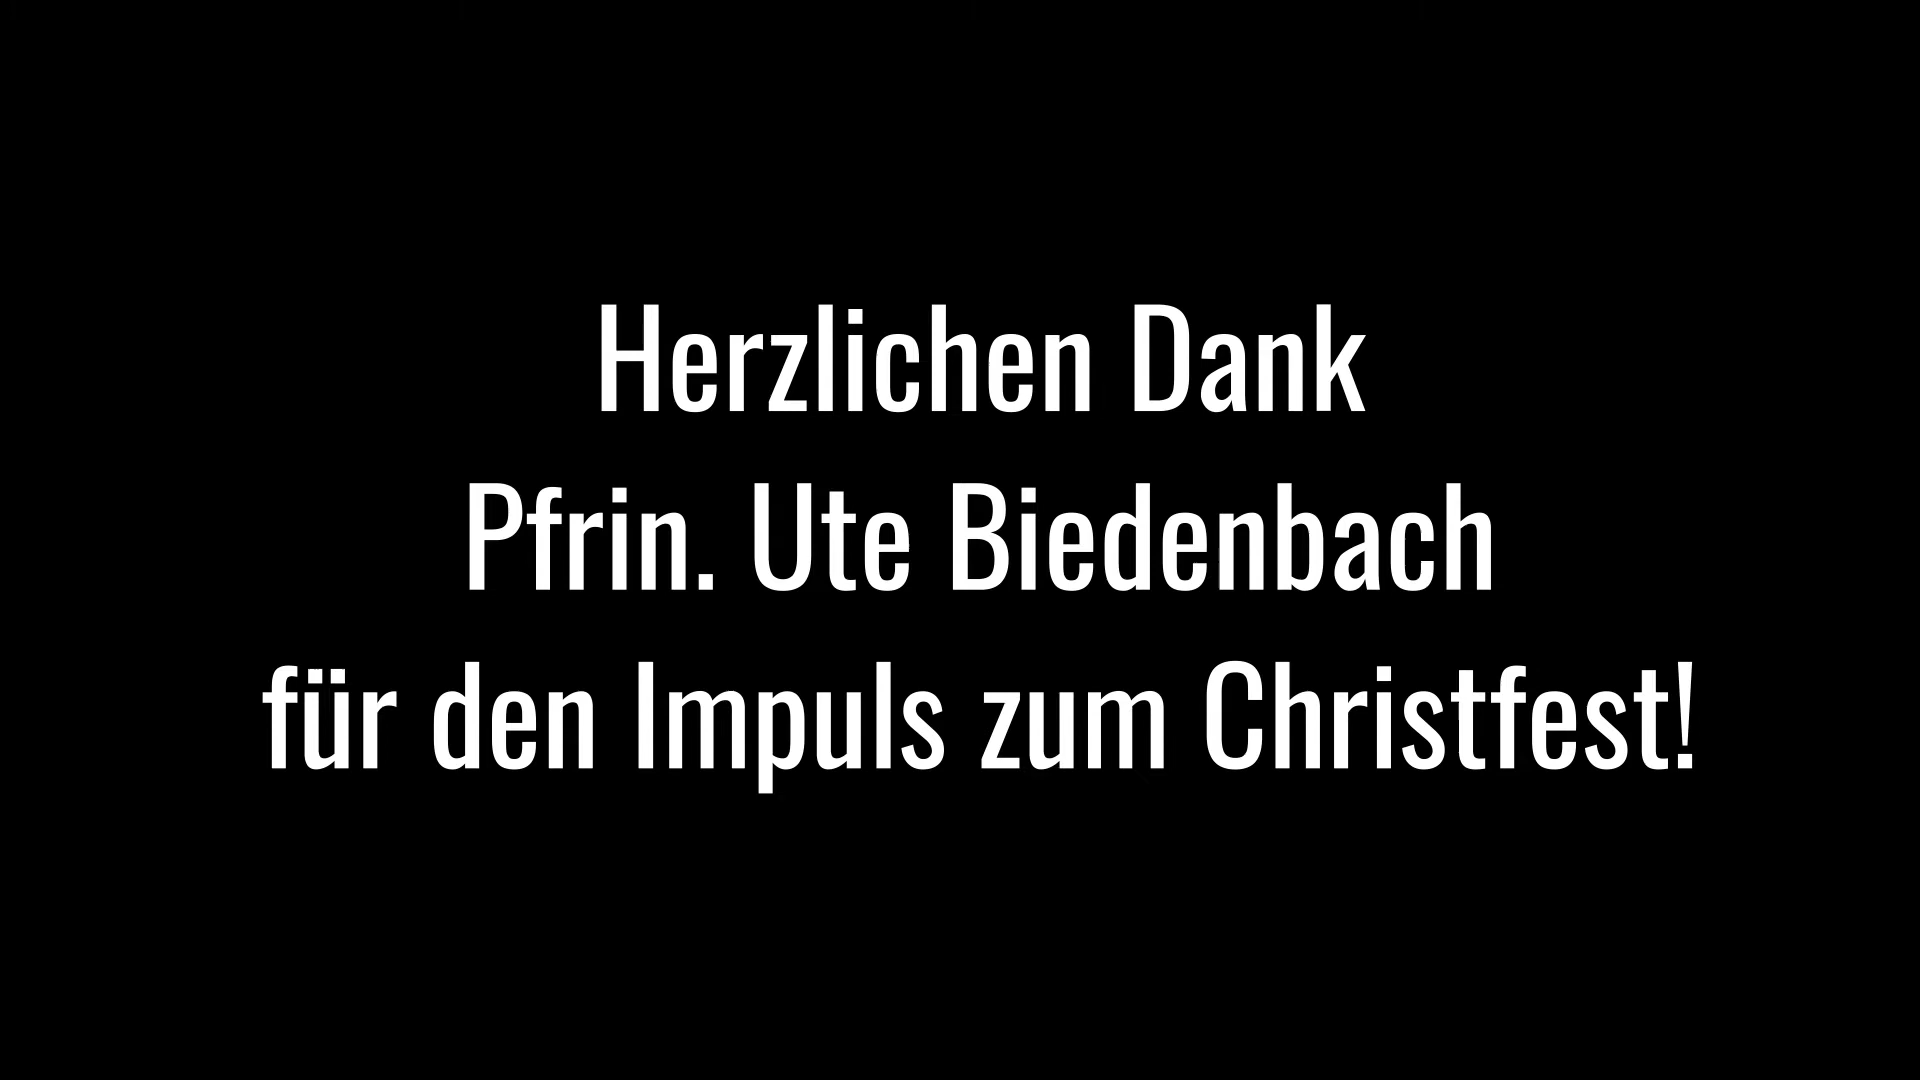 Herzlichen Dank
Pfrin. Ute Biedenbach
für den Impuls zum Christfest!